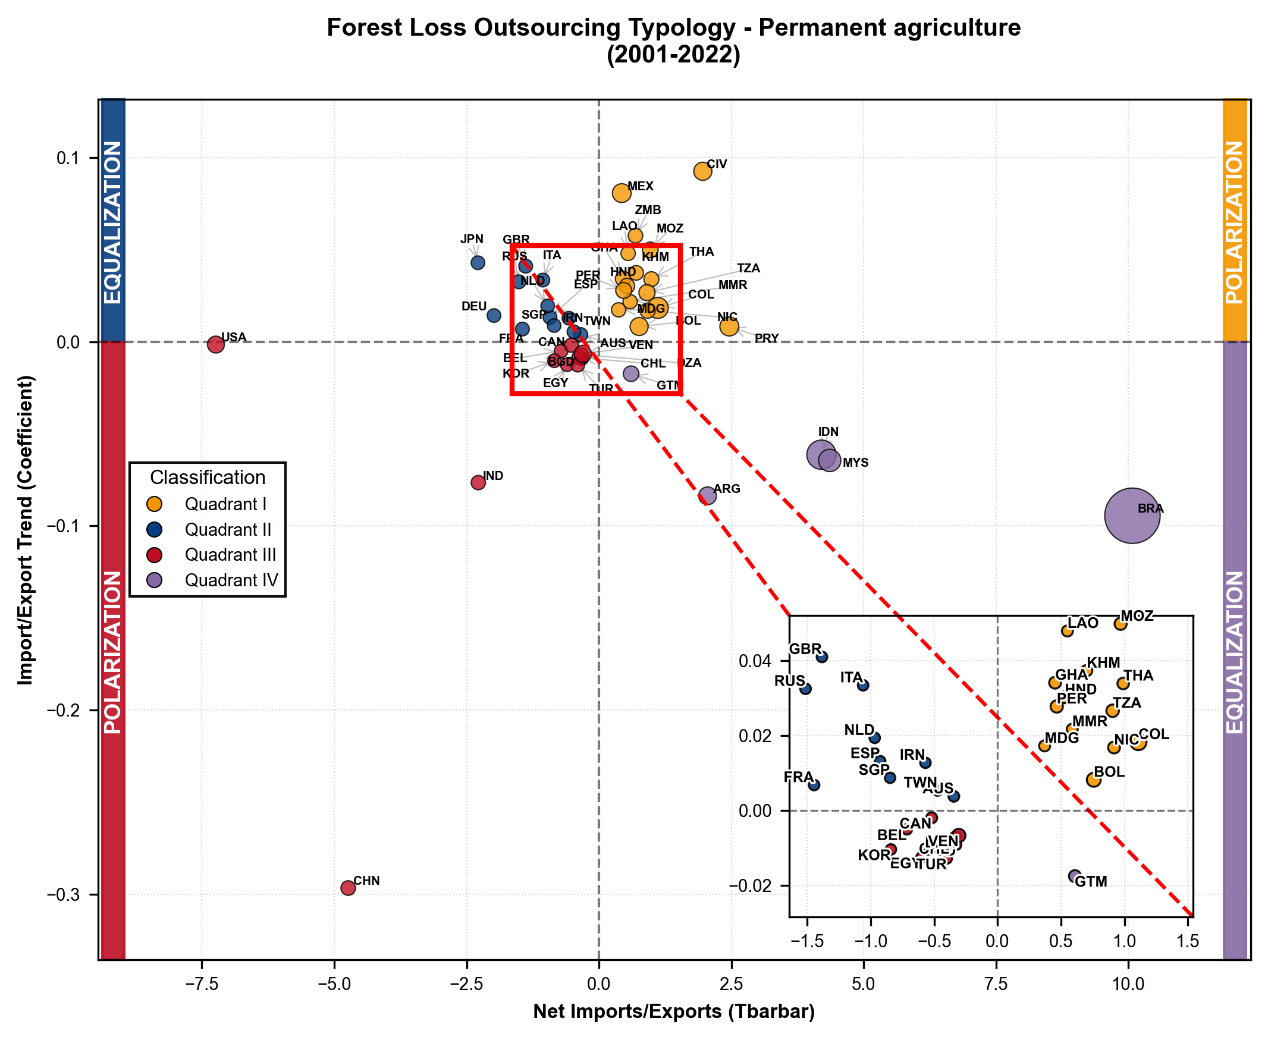 Forest Loss Outsourcing Typology - Permanent agriculture
(2001-2022)
EQUALIZATION
POLARIZATION
POLARIZATION
EQUALIZATION
Import/Export Trend (Coefficient)
0.1
0.0
−0.1
−0.2
−0.3
−7.5
−5.0
−2.5
0.0
2.5
5.0
7.5
10.0
Net Imports/Exports (Tbarbar)
CIV
MEX
ZMB
LAO
MOZ
JPN
GBR
RUS
ITA
GHA
KHM
THA
TZA
PER
HND
ESP
NLD
MMR
COL
DEU
SGP
IRN
TWN
MDG
BOL
NIC
PRY
USA
FRA
CAN
AUS
VEN
BEL
BGD
CHL
DZA
KOR
EGY
TUR
GTM
IDN
MYS
IND
ARG
BRA
CHN
Classification
Quadrant I
Quadrant II
Quadrant III
Quadrant IV
0.04
0.02
0.00
−0.02
−1.5
−1.0
−0.5
0.0
0.5
1.0
1.5
LAO
MOZ
GBR
RUS
ITA
KHM
GHA
THA
HND
PER
TZA
MMR
NLD
MDG
NIC
COL
ESP
IRN
SGP
FRA
TWN
AUS
BOL
CAN
BEL
VEN
KOR
CHL
EGY
TUR
GTM